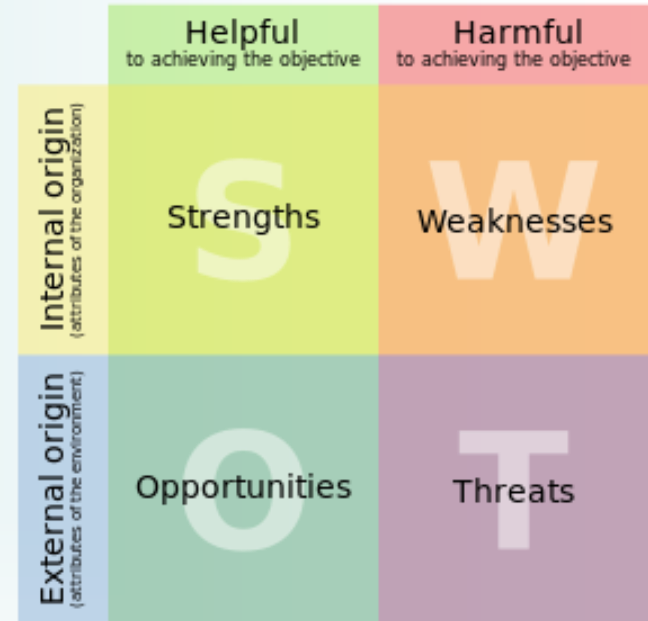 Helpful
to achieving the objective
Harmful
to achieving the objective
Internal origin
(attributes of the organization)
S
Strengths
W
Weaknesses
External origin
(attributes of the environment)
O
Opportunities
T
Threats